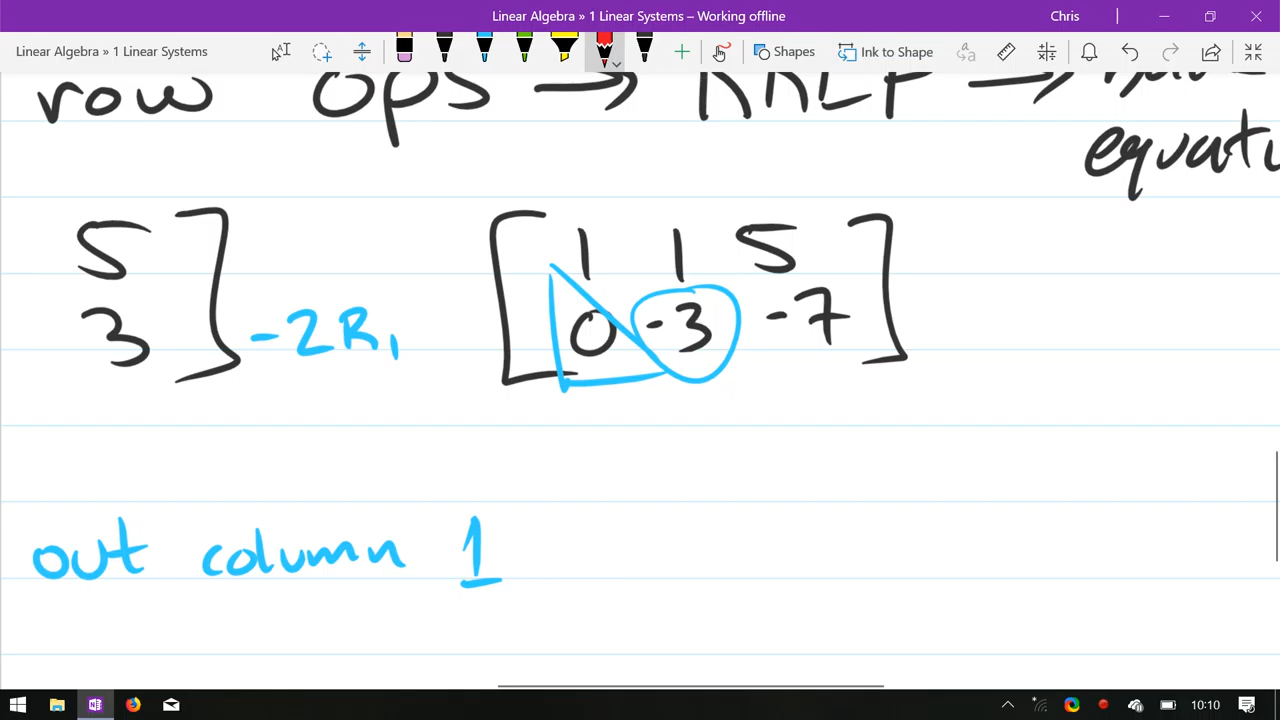 Linear Algebra » 1 Linear Systems – Working offline
Chris
Linear Algebra » 1 Linear Systems
Shapes
Ink to Shape
row ops → RREF →
5 ] [ 1 1 5 ]
3 ] -2R₁ [ 0 -3 -7 ]
out column 1
10:10